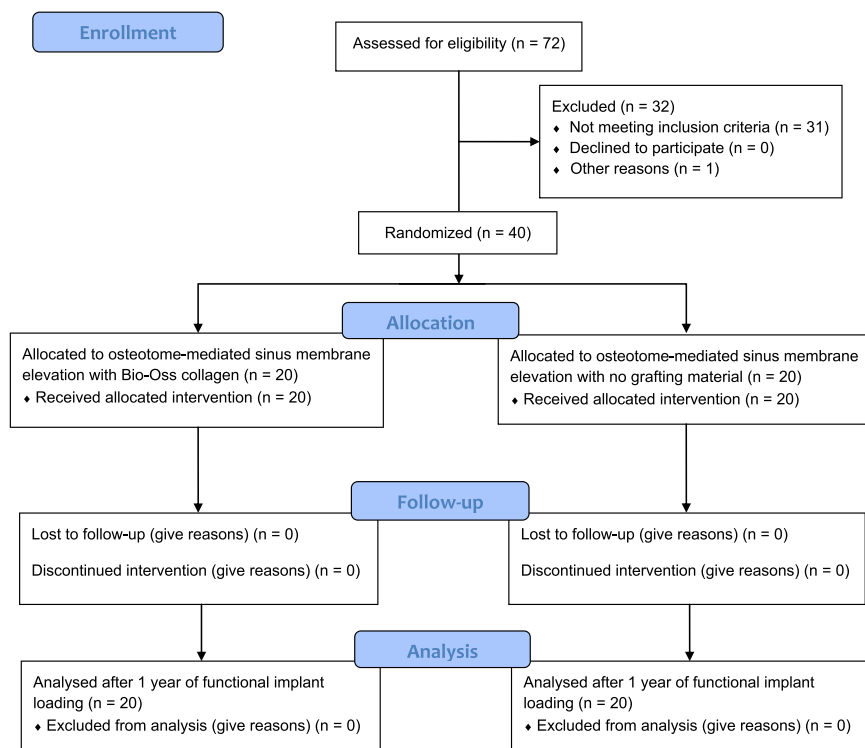 Enrollment
Assessed for eligibility (n = 72)
Excluded (n = 32)
♦ Not meeting inclusion criteria (n = 31)
♦ Declined to participate (n = 0)
♦ Other reasons (n = 1)
Randomized (n = 40)
Allocation
Allocated to osteotome-mediated sinus membrane
elevation with Bio-Oss collagen (n = 20)
♦ Received allocated intervention (n = 20)
Allocated to osteotome-mediated sinus membrane
elevation with no grafting material (n = 20)
♦ Received allocated intervention (n = 20)
Follow-up
Lost to follow-up (give reasons) (n = 0)
Discontinued intervention (give reasons) (n = 0)
Lost to follow-up (give reasons) (n = 0)
Discontinued intervention (give reasons) (n = 0)
Analysis
Analysed after 1 year of functional implant
loading (n = 20)
♦ Excluded from analysis (give reasons) (n = 0)
Analysed after 1 year of functional implant
loading (n = 20)
♦ Excluded from analysis (give reasons) (n = 0)